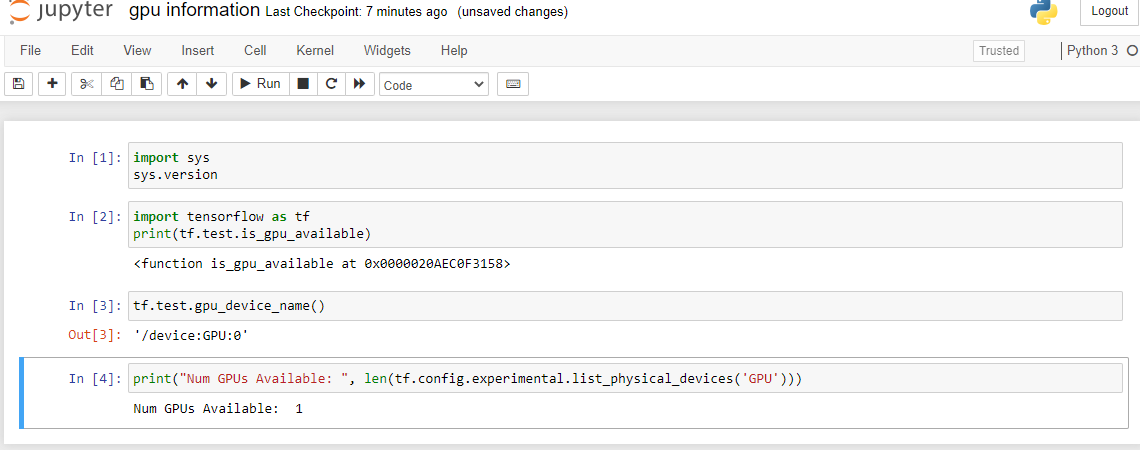 jupyter gpu information Last Checkpoint: 7 minutes ago (unsaved changes) Logout
File Edit View Insert Cell Kernel Widgets Help Trusted Python 3
Run Code
In [1]: import sys
sys.version
In [2]: import tensorflow as tf
print(tf.test.is_gpu_available)
<function is_gpu_available at 0x0000020AEC0F3158>
In [3]: tf.test.gpu_device_name()
Out[3]: '/device:GPU:0'
In [4]: print("Num GPUs Available: ", len(tf.config.experimental.list_physical_devices('GPU')))
Num GPUs Available:  1